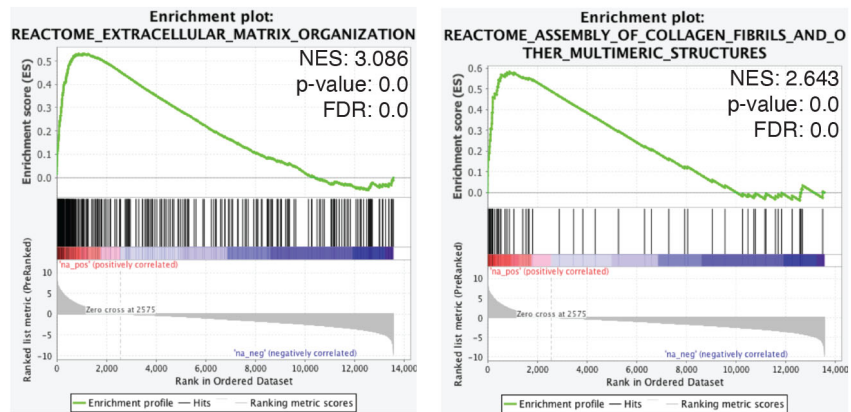 Enrichment plot:
REACTOME_EXTRACELLULAR_MATRIX_ORGANIZATION
NES: 3.086
p-value: 0.0
FDR: 0.0
Enrichment score (ES)
0.5
0.4
0.3
0.2
0.1
0.0
'na_pos' (positively correlated)
Ranked list metric (PreRanked)
10
5
0
-5
-10
Zero cross at 2575
'na_neg' (negatively correlated)
0 2,000 4,000 6,000 8,000 10,000 12,000 14,000
Rank in Ordered Dataset
Enrichment profile Hits Ranking metric scores
Enrichment plot:
REACTOME_ASSEMBLY_OF_COLLAGEN_FIBRILS_AND_O
THER_MULTIMERIC_STRUCTURES
NES: 2.643
p-value: 0.0
FDR: 0.0
Enrichment score (ES)
0.6
0.5
0.4
0.3
0.2
0.1
0.0
'na_pos' (positively correlated)
Ranked list metric (PreRanked)
10
5
0
-5
-10
Zero cross at 2575
'na_neg' (negatively correlated)
0 2,000 4,000 6,000 8,000 10,000 12,000 14,000
Rank in Ordered Dataset
Enrichment profile Hits Ranking metric scores